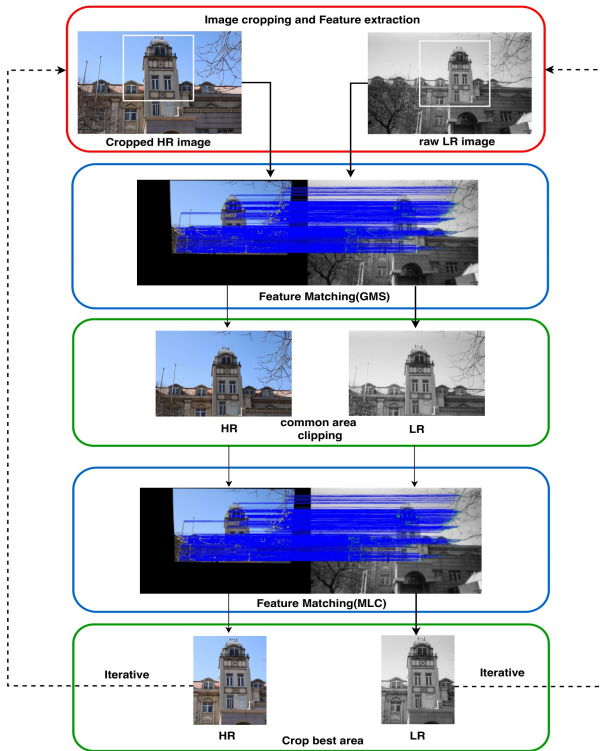 Image cropping and Feature extraction
Cropped HR image
raw LR image
Feature Matching(GMS)
HR
common area
clipping
LR
Feature Matching(MLC)
Iterative
Iterative
HR
LR
Crop best area